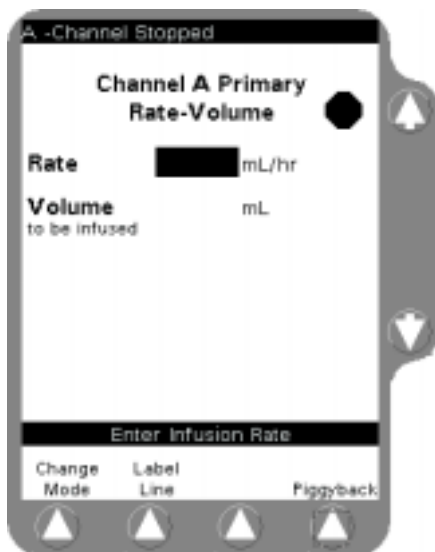 A -Channel Stopped
Channel A Primary
Rate-Volume
Rate mL/hr
Volume mL
to be infused
Enter Infusion Rate
Change Label
Mode Line Piggyback